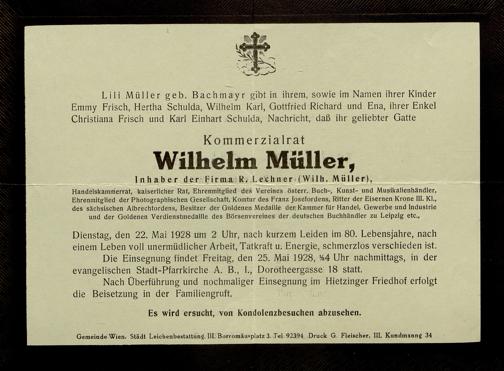 Lili Müller geb. Bachmayr gibt in ihrem, sowie im Namen ihrer Kinder
Emmy Frisch, Hertha Schulda, Wilhelm Karl, Gottfried Richard und Ena, ihrer Enkel
Christiana Frisch und Karl Einhart Schulda, Nachricht, daß ihr geliebter Gatte
Kommerzialrat
Wilhelm Müller,
Inhaber der Firma R. Lechner (Wilh. Müller),
Handelskammerrat, kaiserlicher Rat, Ehrenmitglied des Vereines österr. Buch-, Kunst- und Musikalienhändler,
Ehrenmitglied der Photographischen Gesellschaft, Komtur des Franz Josefordens, Ritter der Eisernen Krone III. Kl.,
des sächsischen Albrechtordens, Besitzer der Goldenen Medaille der Kammer für Handel, Gewerbe und Industrie
und der Goldenen Verdienstmedaille des Börsenvereines der deutschen Buchhändler zu Leipzig etc.,
Dienstag, den 22. Mai 1928 um 2 Uhr, nach kurzem Leiden im 80. Lebensjahre, nach
einem Leben voll unermüdlicher Arbeit, Tatkraft u. Energie, schmerzlos verschieden ist.
Die Einsegnung findet Freitag, den 25. Mai 1928, ¾4 Uhr nachmittags, in der
evangelischen Stadt-Pfarrkirche A. B., I., Dorotheergasse 18 statt.
Nach Überführung und nochmaliger Einsegnung im Hietzinger Friedhof erfolgt
die Beisetzung in der Familiengruft.
Es wird ersucht, von Kondolenzbesuchen abzusehen.
Gemeinde Wien. Städt Leichenbestattung, III. Borromäusplatz 3. Tel 92394 Druck G. Fleischer, III. Kundmanng 34